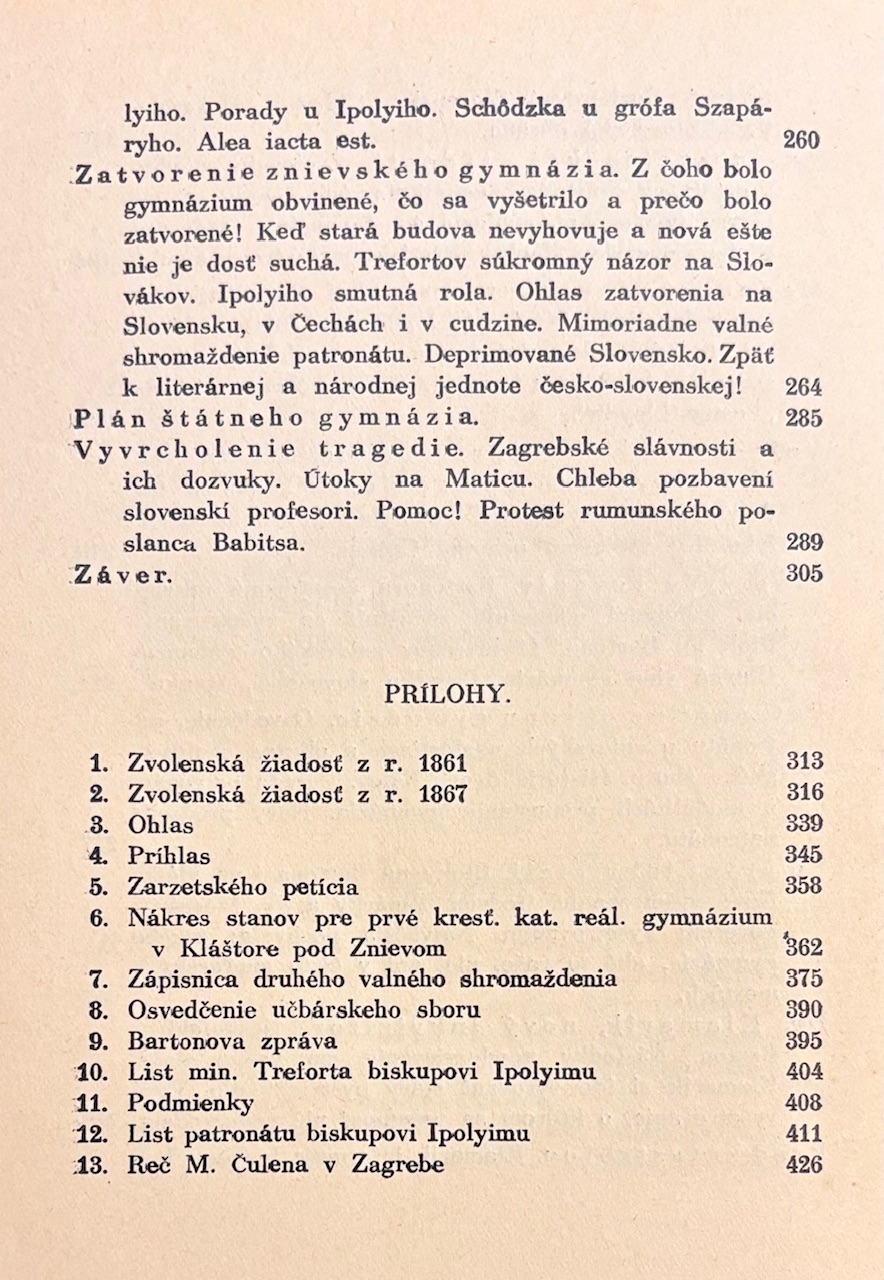 lyiho. Porady u Ipolyiho. Schôdzka u grófa Szapá-
ryho. Alea iacta est. 260
Zatvorenie znievského gymnázia. Z čoho bolo
gymnázium obvinené, čo sa vyšetrilo a prečo bolo
zatvorené! Keď stará budova nevyhovuje a nová ešte
nie je dosť suchá. Trefortov súkromný názor na Slo-
vákov. Ipolyiho smutná rola. Ohlas zatvorenia na
Slovensku, v Čechách i v cudzine. Mimoriadne valné
shromaždenie patronátu. Deprimované Slovensko. Zpäť
k literárnej a národnej jednote česko-slovenskej! 264
Plán štátneho gymnázia. 285
Vyvrcholenie tragedie. Zagrebské slávnosti a
ich dozvuky. Útoky na Maticu. Chleba pozbavení
slovenskí profesori. Pomoc! Protest rumunského po-
slanca Babitsa. 289
Záver. 305
PRÍLOHY.
1. Zvolenská žiadosť z r. 1861 313
2. Zvolenská žiadosť z r. 1867 316
3. Ohlas 339
4. Príhlas 345
5. Zarzetského petícia 358
6. Nákres stanov pre prvé kresť. kat. reál. gymnázium
v Kláštore pod Znievom 362
7. Zápisnica druhého valného shromaždenia 375
8. Osvedčenie učbárskeho sboru 390
9. Bartonova zpráva 395
10. List min. Treforta biskupovi Ipolyimu 404
11. Podmienky 408
12. List patronátu biskupovi Ipolyimu 411
13. Reč M. Čulena v Zagrebe 426